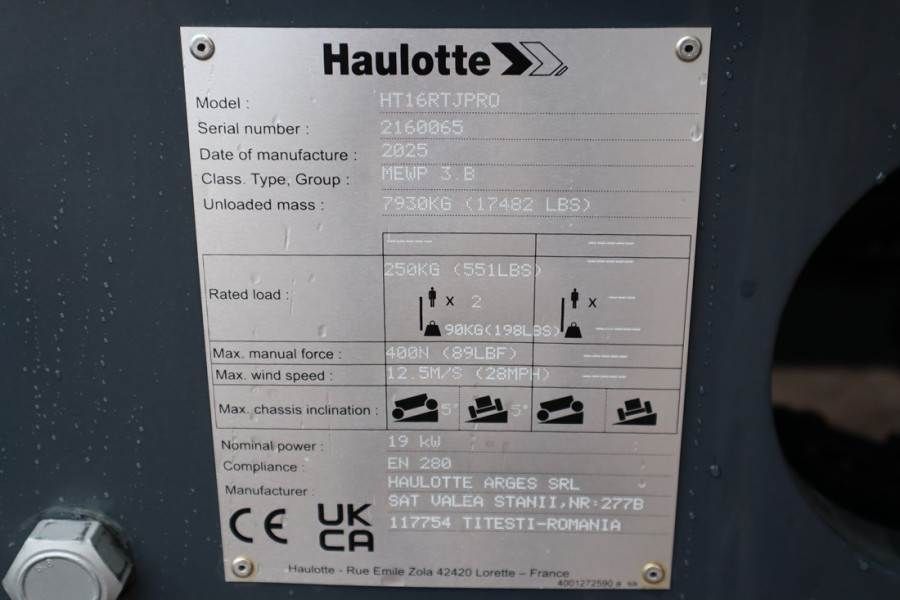 Haulotte
Model : HT16RTJPRO
Serial number : 2160065
Date of manufacture : 2025
Class. Type, Group : MEWP 3.B
Unloaded mass : 7930KG (17482 LBS)
----- -----
-----
250KG (551LBS)
Rated load : x 2 x -----
90KG(198LBS) -----
Max. manual force : 400N (89LBF) -----
Max. wind speed : 12.5M/S (28MPH) -----
Max. chassis inclination : 5° 5°
Nominal power : 19 kW
Compliance : EN 280
Manufacturer : HAULOTTE ARGES SRL
SAT VALEA STANII,NR:277B
117754 TITESTI-ROMANIA
CE UK
CA
Haulotte - Rue Emile Zola 42420 Lorette – France
4001272590 a